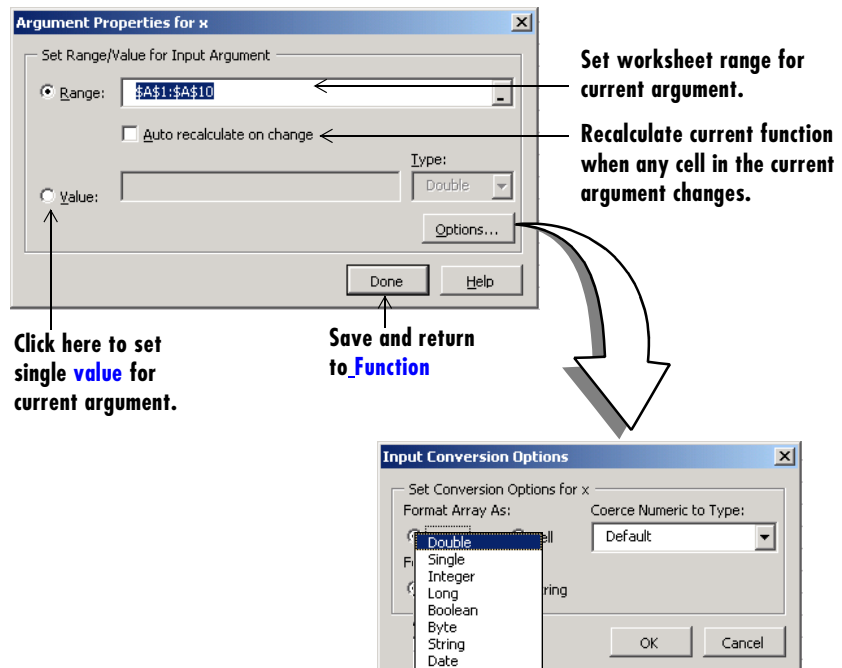 Argument Properties for x
Set Range/Value for Input Argument
Range:
$A$1:$A$10
Auto recalculate on change
Type:
Value:
Double
Options...
Done
Help
Set worksheet range for
current argument.
Recalculate current function
when any cell in the current
argument changes.
Click here to set
single value for
current argument.
Save and return
to Function
Input Conversion Options
Set Conversion Options for x
Format Array As:
Coerce Numeric to Type:
Default
Double
Single
Integer
Long
Boolean
Byte
String
Date
OK
Cancel